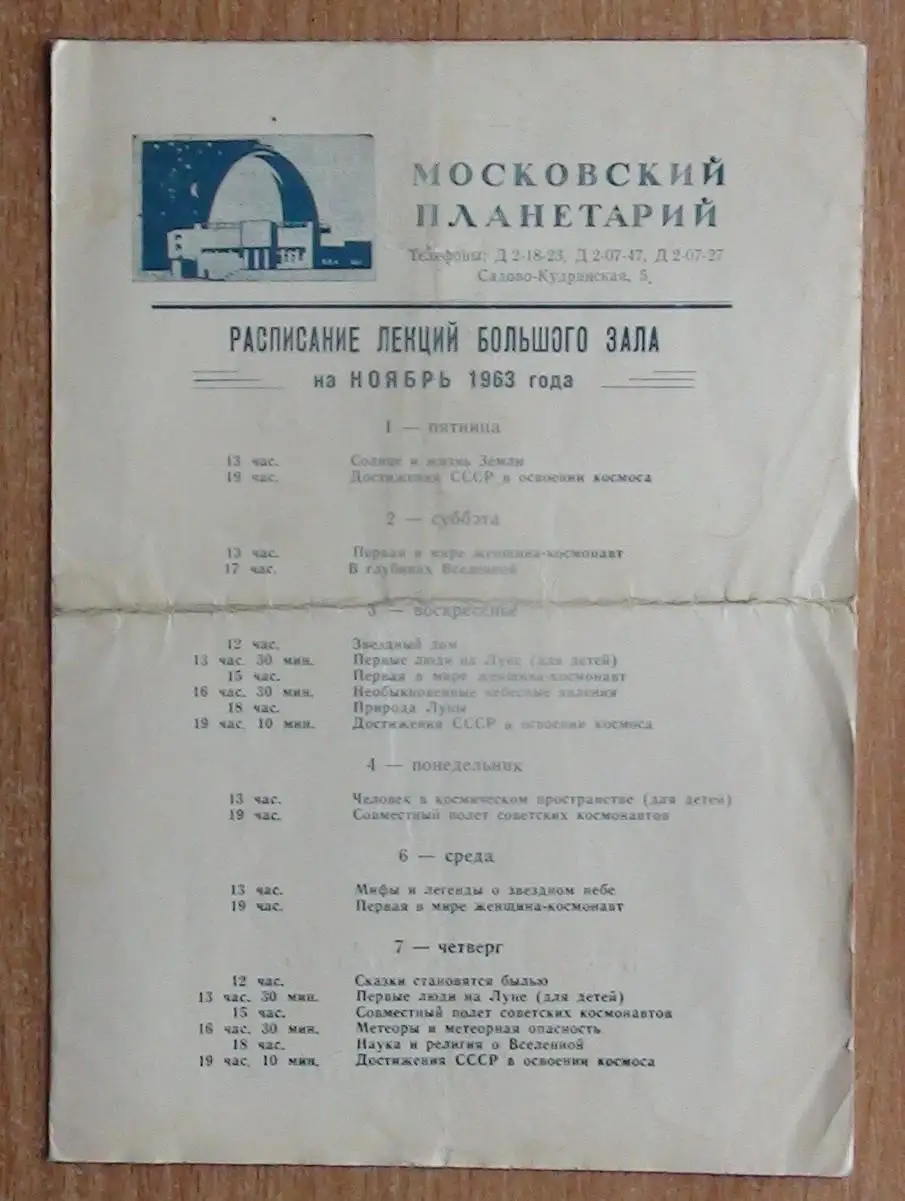 МОСКОВСКИЙ
ПЛАНЕТАРИЙ
Телефоны: Д 2-18-23, Д 2-07-47, Д 2-07-27
Садово-Кудринская, 5.
РАСПИСАНИЕ ЛЕКЦИЙ БОЛЬШОГО ЗАЛА
на НОЯБРЬ 1963 года
1 — пятница
13 час. Солнце и жизнь Земли
19 час. Достижения СССР в освоении космоса
2 — суббота
13 час. Первая в мире женщина-космонавт
17 час. В глубинах Вселенной
3 — воскресенье
12 час. Звездный дом
13 час. 30 мин. Первые люди на Луне (для детей)
15 час. Первая в мире женщина-космонавт
16 час. 30 мин. Необыкновенные небесные явления
18 час. Природа Луны
19 час. 10 мин. Достижения СССР в освоении космоса
4 — понедельник
13 час. Человек в космическом пространстве (для детей)
19 час. Совместный полет советских космонавтов
6 — среда
13 час. Мифы и легенды о звездном небе
19 час. Первая в мире женщина-космонавт
7 — четверг
12 час. Сказки становятся былью
13 час. 30 мин. Первые люди на Луне (для детей)
15 час. Совместный полет советских космонавтов
16 час. 30 мин. Метеоры и метеорная опасность
18 час. Наука и религия о Вселенной
19 час. 10 мин. Достижения СССР в освоении космоса